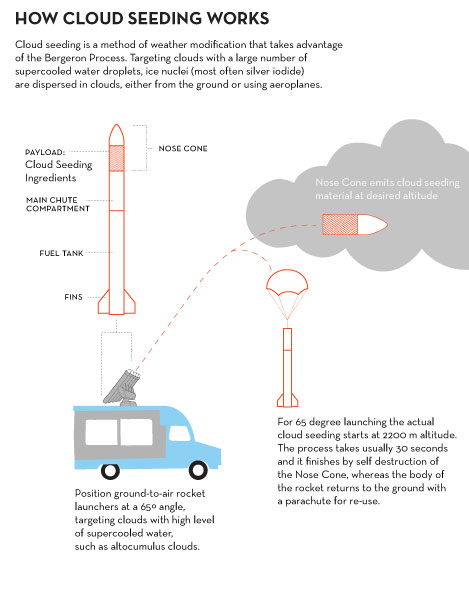 HOW CLOUD SEEDING WORKS
Cloud seeding is a method of weather modification that takes advantage
of the Bergeron Process. Targeting clouds with a large number of
supercooled water droplets, ice nuclei (most often silver iodide)
are dispersed in clouds, either from the ground or using aeroplanes.
NOSE CONE
PAYLOAD:
Cloud Seeding
Ingredients
MAIN CHUTE
COMPARTMENT
FUEL TANK
FINS
Nose Cone emits cloud seeding
material at desired altitude
For 65 degree launching the actual
cloud seeding starts at 2200 m altitude.
The process takes usually 30 seconds
and it finishes by self destruction of
the Nose Cone, whereas the body of
the rocket returns to the ground with
a parachute for re-use.
Position ground-to-air rocket
launchers at a 65º angle,
targeting clouds with high level
of supercooled water,
such as altocumulus clouds.